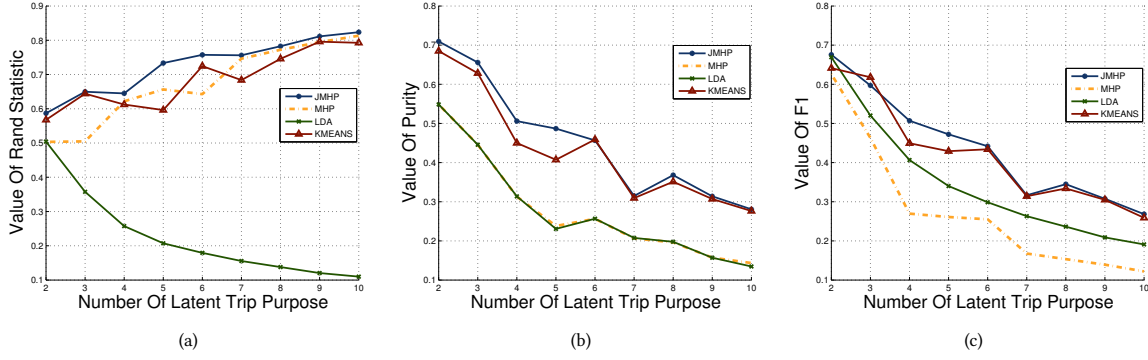 0.9
0.8
0.7
0.6
0.5
0.4
0.3
0.2
0.1
Value Of Rand Statistic
JMHP
MHP
LDA
KMEANS
2 3 4 5 6 7 8 9 10
Number Of Latent Trip Purpose
(a)
0.8
0.7
0.6
0.5
0.4
0.3
0.2
0.1
Value Of Purity
JMHP
MHP
LDA
KMEANS
2 3 4 5 6 7 8 9 10
Number Of Latent Trip Purpose
(b)
0.8
0.7
0.6
0.5
0.4
0.3
0.2
0.1
Value Of F1
JMHP
MHP
LDA
KMEANS
2 3 4 5 6 7 8 9 10
Number Of Latent Trip Purpose
(c)